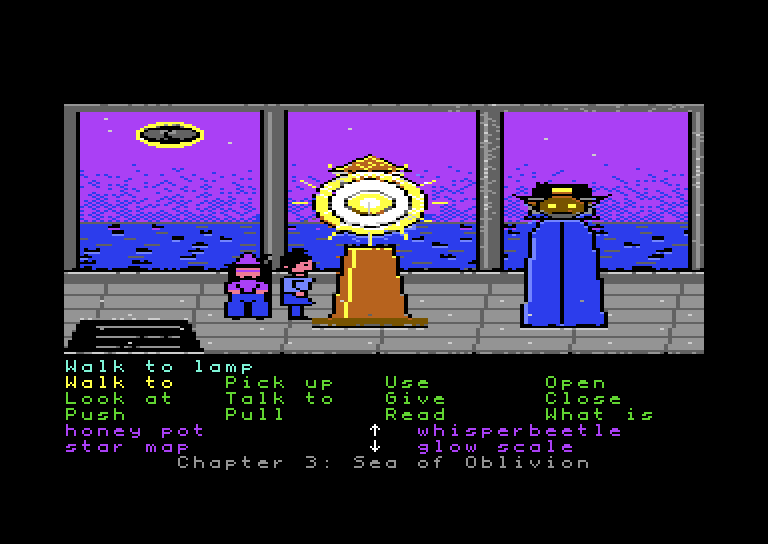 Walk to lamp
Walk to Pick up Use Open
Look at Talk to Give Close
Push Pull Read What is
honey pot ↑ whisperbeetle
star map ↓ glow scale
Chapter 3: Sea of Oblivion